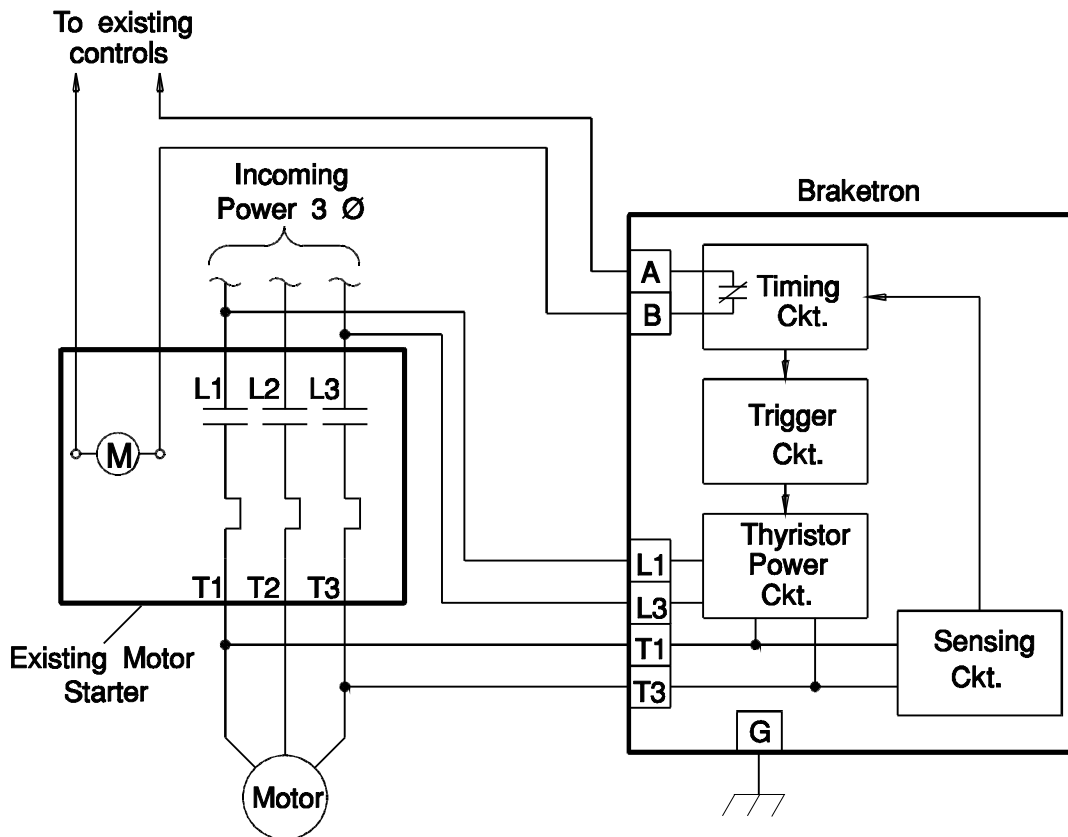 To existing
controls
Incoming
Power 3 Ø
Braketron
A
B
Timing
Ckt.
L1
L2
L3
M
Trigger
Ckt.
Thyristor
Power
Ckt.
L1
L3
T1
T3
T1
T2
T3
Sensing
Ckt.
Existing Motor
Starter
G
Motor